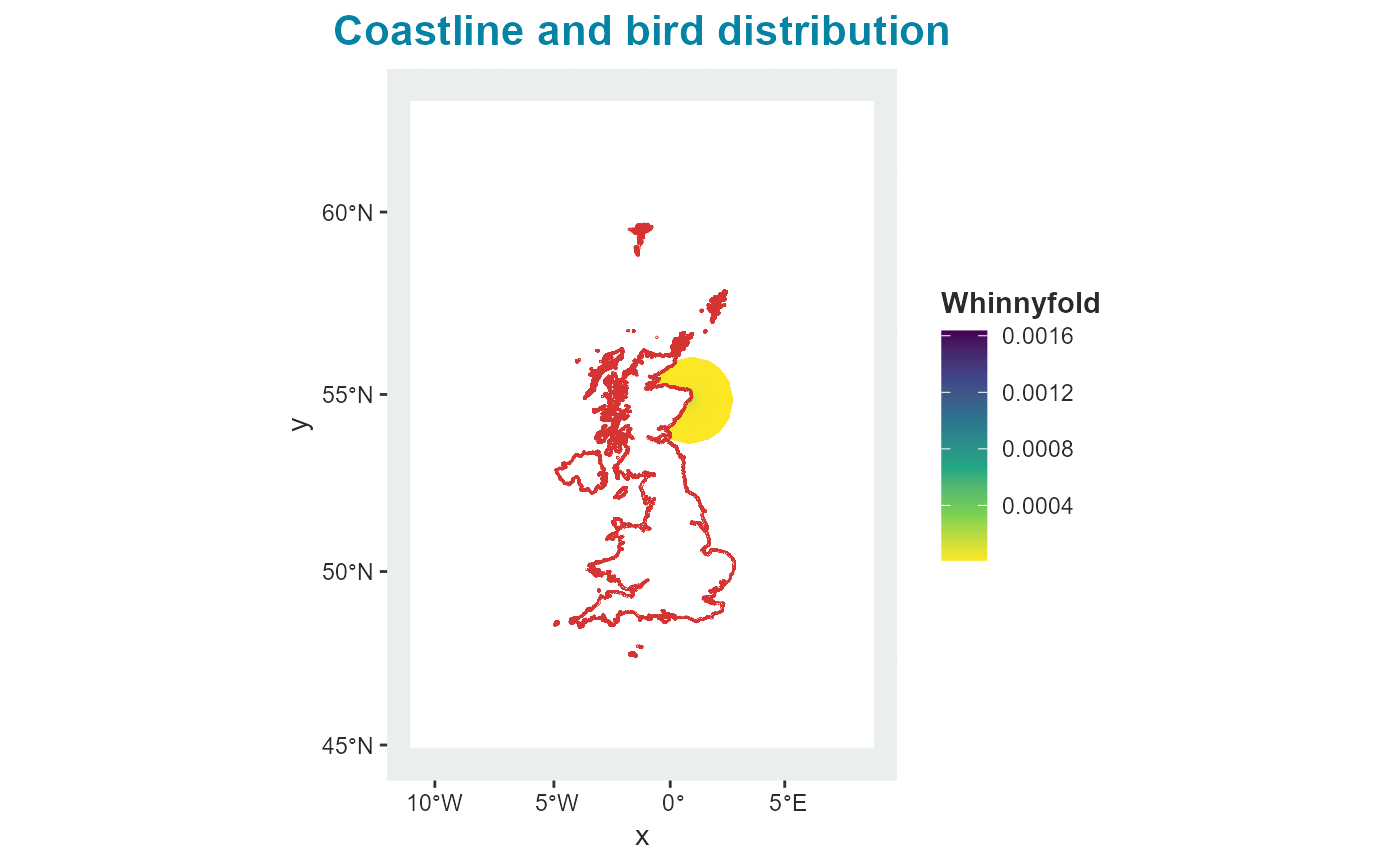 Coastline and bird distribution
60°N
55°N
50°N
45°N
y
10°W
5°W
0°
5°E
x
Whinnyfold
0.0016
0.0012
0.0008
0.0004